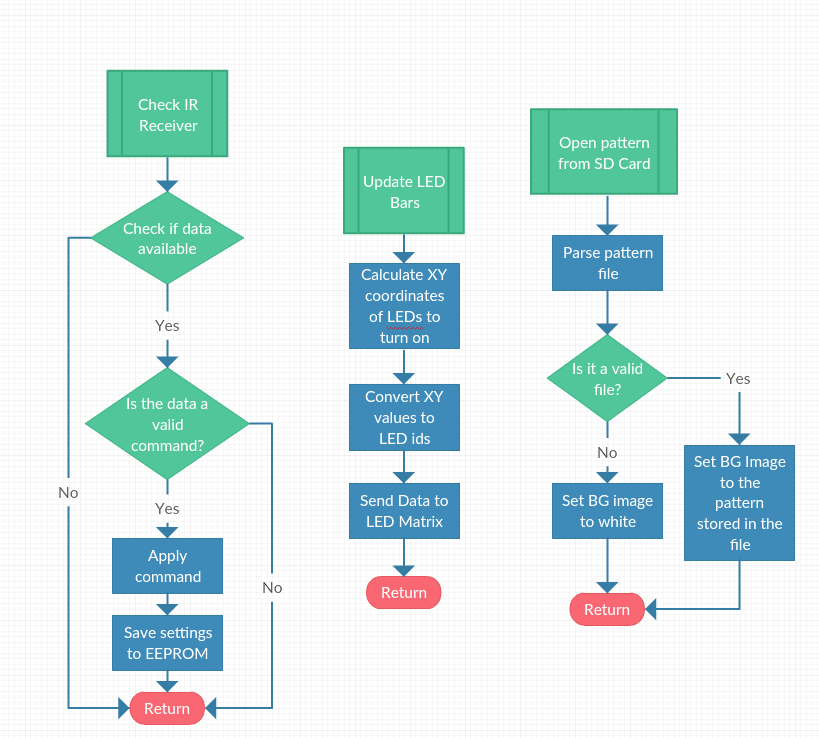 Check IR
Receiver
Check if data
available
Yes
Is the data a
valid
command?
No
Yes
Apply
command
No
Save settings
to EEPROM
Return
Update LED
Bars
Calculate XY
coordinates
of LEDs to
turn on
Convert XY
values to
LED ids
Send Data to
LED Matrix
Return
Open pattern
from SD Card
Parse pattern
file
Is it a valid
file?
Yes
No
Set BG image
to white
Set BG Image
to the
pattern
stored in the
file
Return